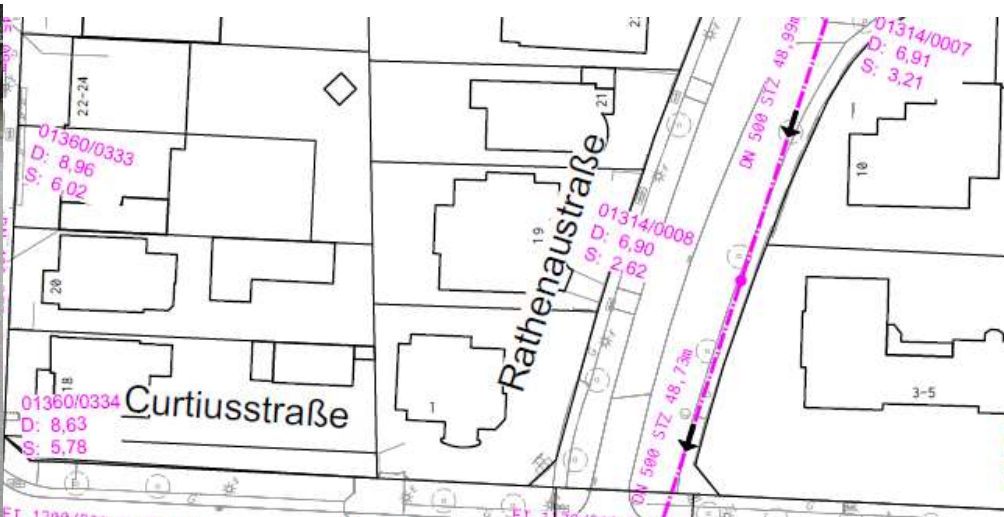 01314/0007
D: 6,91
S: 3,21
DN 500 STZ 48,99m
22-24
21
10
01360/0333
D: 8,96
S: 6,02
Rathenaustraße
19
01314/0008
D: 6,90
S: 2,62
20
18
01360/0334
D: 8,63
S: 5,78
Curtiusstraße
1
DN 500 STZ 48,73m
3-5